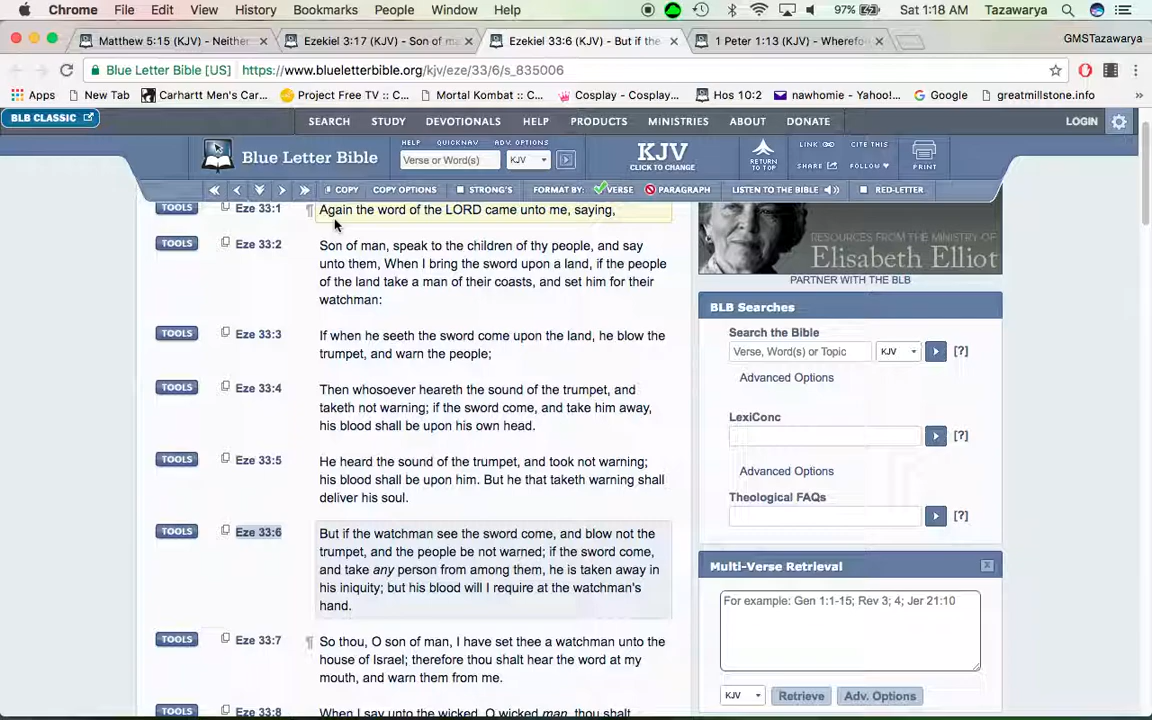 Chrome File Edit View History Bookmarks People Window Help 97% Sat 1:18 AM Tazawarya
Matthew 5:15 (KJV) - Neither × Ezekiel 3:17 (KJV) - Son of m × Ezekiel 33:6 (KJV) - But if the × 1 Peter 1:13 (KJV) - Wherefo × GMSTazawarya
Blue Letter Bible [US] https://www.blueletterbible.org/kjv/eze/33/6/s_835006
Apps New Tab Carhartt Men's Car... Project Free TV :: C... Mortal Kombat :: C... Cosplay - Cosplay... Hos 10:2 nawhomie - Yahoo!... Google greatmillstone.info »
BLB CLASSIC SEARCH STUDY DEVOTIONALS HELP PRODUCTS MINISTRIES ABOUT DONATE LOGIN
HELP QUICKNAV ADV. OPTIONS
Blue Letter Bible Verse or Word(s) KJV
KJV
CLICK TO CHANGE
RETURN TO TOP
LINK CITE THIS
SHARE FOLLOW
PRINT
COPY COPY OPTIONS STRONG'S FORMAT BY: VERSE PARAGRAPH LISTEN TO THE BIBLE RED-LETTER
TOOLS Eze 33:1 ¶ Again the word of the LORD came unto me, saying,
TOOLS Eze 33:2 Son of man, speak to the children of thy people, and say
unto them, When I bring the sword upon a land, if the people
of the land take a man of their coasts, and set him for their
watchman:
TOOLS Eze 33:3 If when he seeth the sword come upon the land, he blow the
trumpet, and warn the people;
TOOLS Eze 33:4 Then whosoever heareth the sound of the trumpet, and
taketh not warning; if the sword come, and take him away,
his blood shall be upon his own head.
TOOLS Eze 33:5 He heard the sound of the trumpet, and took not warning;
his blood shall be upon him. But he that taketh warning shall
deliver his soul.
TOOLS Eze 33:6 But if the watchman see the sword come, and blow not the
trumpet, and the people be not warned; if the sword come,
and take any person from among them, he is taken away in
his iniquity; but his blood will I require at the watchman's
hand.
TOOLS Eze 33:7 ¶ So thou, O son of man, I have set thee a watchman unto the
house of Israel; therefore thou shalt hear the word at my
mouth, and warn them from me.
TOOLS Eze 33:8 When I say unto the wicked, O wicked man, thou shalt
RESOURCES FROM THE MINISTRY OF
Elisabeth Elliot
PARTNER WITH THE BLB
BLB Searches
Search the Bible
Verse, Word(s) or Topic KJV [?]
Advanced Options
LexiConc
[?]
Advanced Options
Theological FAQs
[?]
Multi-Verse Retrieval x
For example: Gen 1:1-15; Rev 3; 4; Jer 21:10
KJV Retrieve Adv. Options